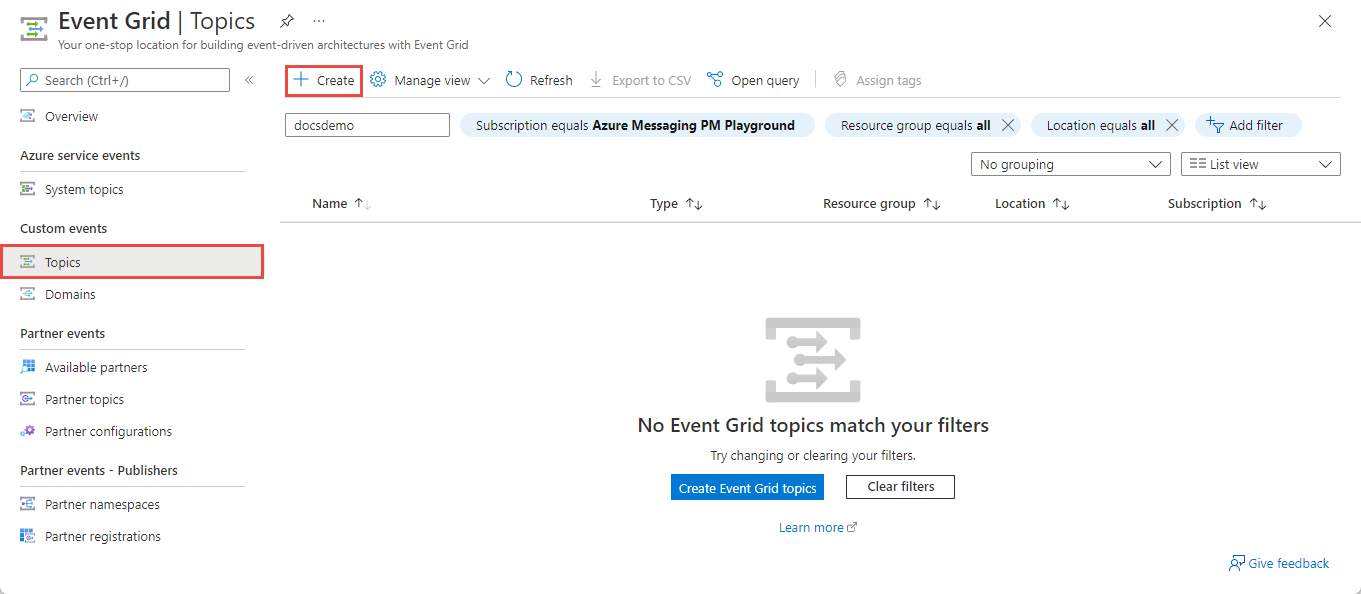 Event Grid | Topics ...
Your one-stop location for building event-driven architectures with Event Grid
Search (Ctrl+/)
«
Overview
Azure service events
System topics
Custom events
Topics
Domains
Partner events
Available partners
Partner topics
Partner configurations
Partner events - Publishers
Partner namespaces
Partner registrations
Create Manage view Refresh Export to CSV Open query Assign tags
docsdemo Subscription equals Azure Messaging PM Playground Resource group equals all Location equals all Add filter
No grouping List view
Name Type Resource group Location Subscription
No Event Grid topics match your filters
Try changing or clearing your filters.
Create Event Grid topics Clear filters
Learn more
Give feedback